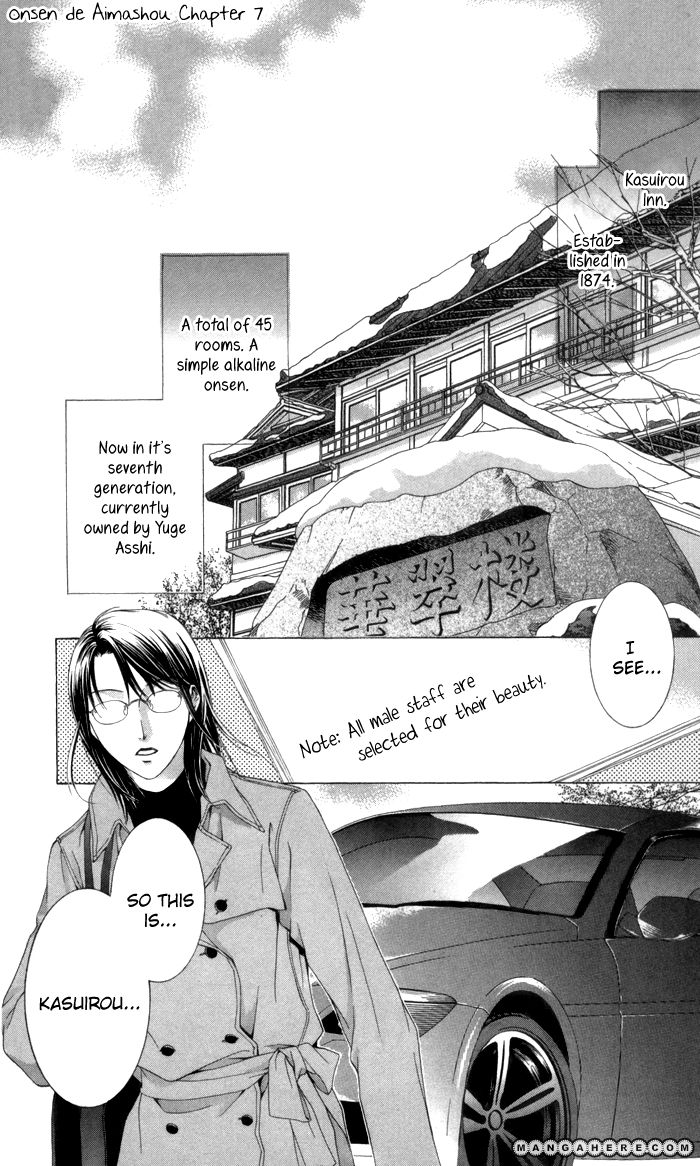 Onsen de Aimashou Chapter 7
Kasuirou
Inn.
Estab-
lished in
1874.
A total of 45
rooms. A
simple alkaline
onsen.
Now in it's
seventh
generation,
currently
owned by Yuge
Asshi.
華翠楼
I
SEE...
Note: All male staff are
selected for their beauty.
SO THIS
IS...
KASUIROU...
MANGAHERE.COM